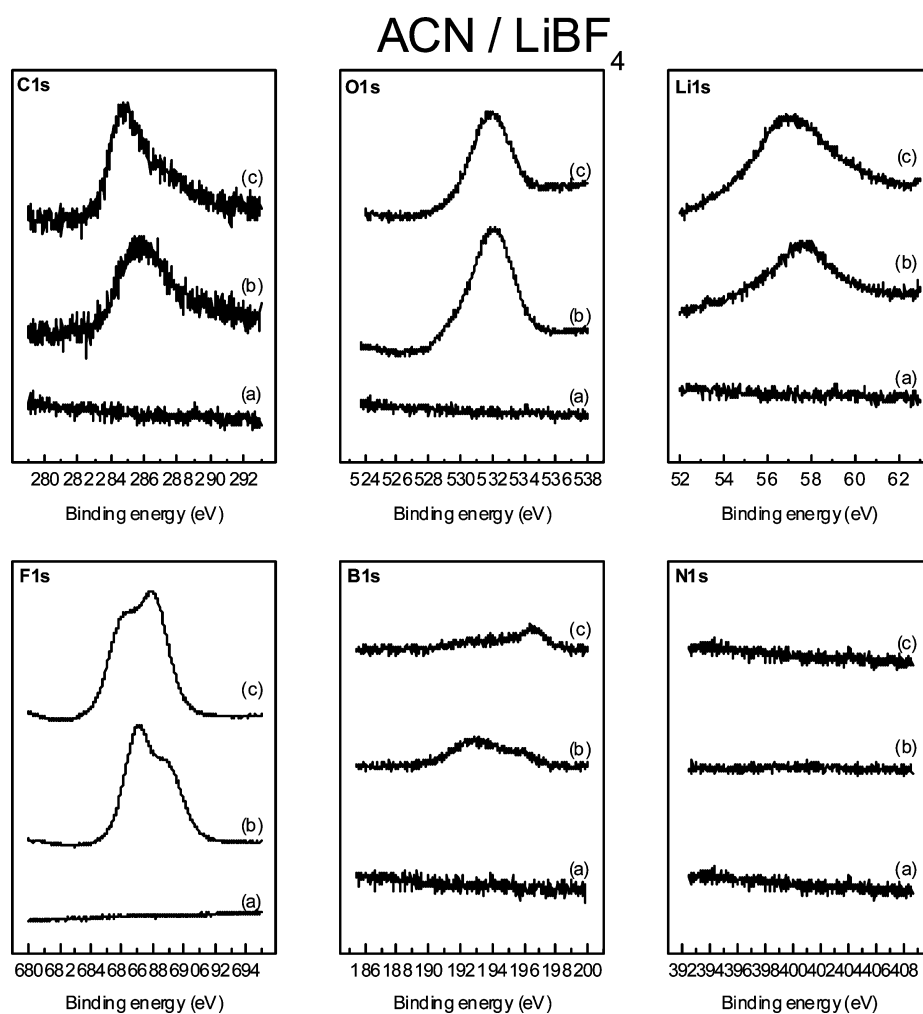 ACN / LiBF4
C1s
(c)
(b)
(a)
280 282 284 286 288 290 292
Binding energy (eV)
O1s
(c)
(b)
(a)
524 526 528 530 532 534 536 538
Binding energy (eV)
Li1s
(c)
(b)
(a)
52 54 56 58 60 62
Binding energy (eV)
F1s
(c)
(b)
(a)
680 682 684 686 688 690 692 694
Binding energy (eV)
B1s
(c)
(b)
(a)
186 188 190 192 194 196 198 200
Binding energy (eV)
N1s
(c)
(b)
(a)
392 394 396 398 400 402 404 406 408
Binding energy (eV)